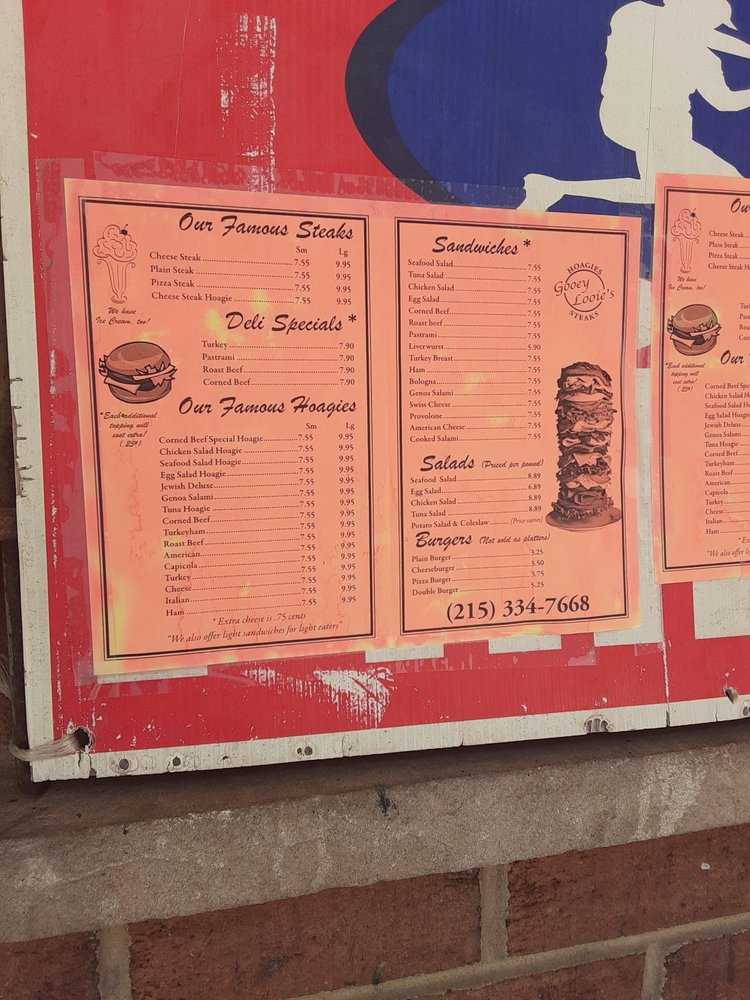 Our Famous Steaks
Sm Lg
Cheese Steak 7.55 9.95
Plain Steak 7.55 9.95
Pizza Steak 7.55 9.95
Cheese Steak Hoagie 7.55 9.95
We have
Ice Cream, too!
Deli Specials *
Turkey 7.90
Pastrami 7.90
Roast Beef 7.90
Corned Beef 7.90
*Each additional
topping will
cost extra!
(.25¢)
Our Famous Hoagies
Sm Lg
Corned Beef Special Hoagie 7.55 9.95
Chicken Salad Hoagie 7.55 9.95
Seafood Salad Hoagie 7.55 9.95
Egg Salad Hoagie 7.55 9.95
Jewish Deluxe 7.55 9.95
Genoa Salami 7.55 9.95
Tuna Hoagie 7.55 9.95
Corned Beef 7.55 9.95
Turkeyham 7.55 9.95
Roast Beef 7.55 9.95
American 7.55 9.95
Capicola 7.55 9.95
Turkey 7.55 9.95
Cheese 7.55 9.95
Italian 7.55 9.95
Ham 7.55 9.95
* Extra cheese is .75 cents
"We also offer light sandwiches for light eaters"
Sandwiches *
Seafood Salad 7.55
Tuna Salad 7.55
Chicken Salad 7.55
Egg Salad 7.55
Corned Beef 7.55
Roast beef 7.55
Pastrami 7.55
Liverwurst 5.90
Turkey Breast 7.55
Ham 7.55
Bologna 7.55
Genoa Salami 7.55
Swiss Cheese 7.55
Provolone 7.55
American Cheese 7.55
Cooked Salami 7.55
HOAGIES
Gooey
Looie's
STEAKS
Salads (Priced per pound)
Seafood Salad 8.89
Egg Salad 6.89
Chicken Salad 8.89
Tuna Salad 8.89
Potato Salad & Coleslaw (Price varies)
Burgers (Not sold as platters)
Plain Burger 3.25
Cheeseburger 3.50
Pizza Burger 3.75
Double Burger 5.25
(215) 334-7668
Cheese Steak
Plain Steak
Pizza Steak
Cheese Steak
We have
Ice Cream, too!
*Each additional
topping will
cost extra!
(.25¢)
Our
Corned Beef
Chicken Salad
Seafood Salad
Egg Salad Hoagie
Jewish Deluxe
Genoa Salami
Tuna Hoagie
Corned Beef
Turkeyham
Roast Beef
American
Capicola
Turkey
Cheese
Italian
Ham
"We also offer